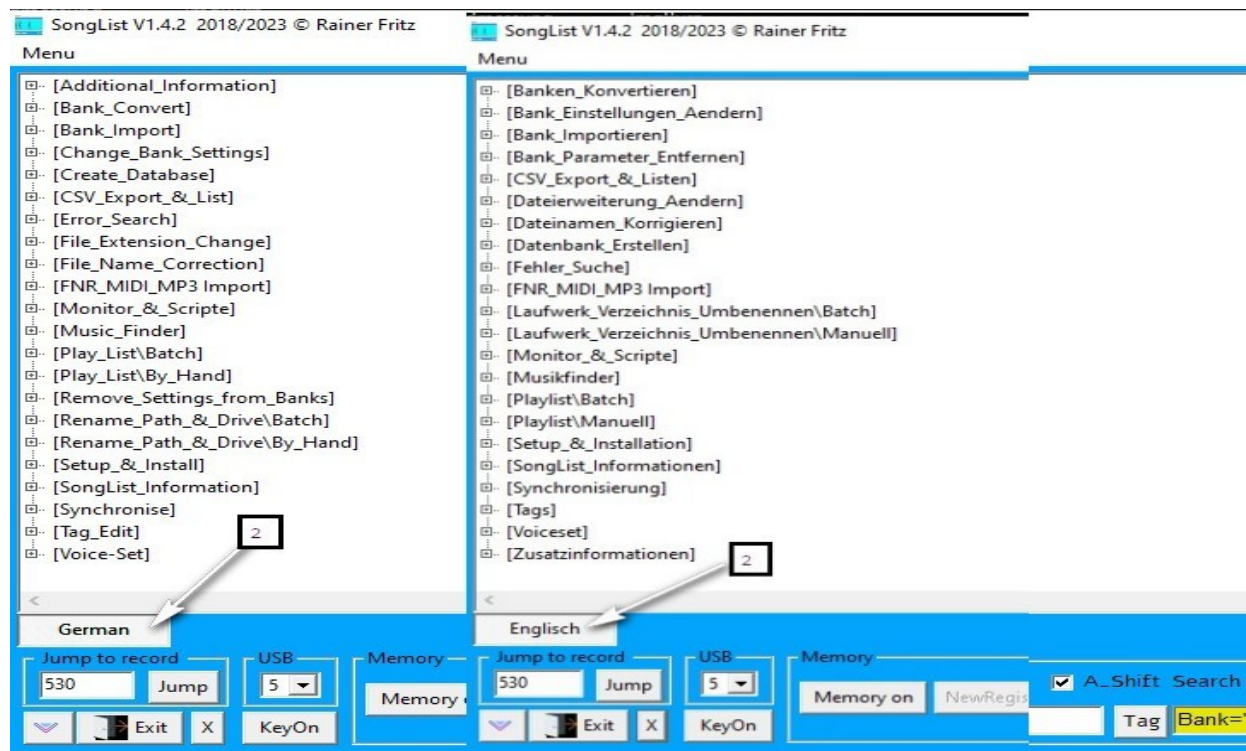 SongList V1.4.2 2018/2023 © Rainer Fritz
Menu
[Additional_Information]
[Bank_Convert]
[Bank_Import]
[Change_Bank_Settings]
[Create_Database]
[CSV_Export_&_List]
[Error_Search]
[File_Extension_Change]
[File_Name_Correction]
[FNR_MIDI_MP3 Import]
[Monitor_&_Scripte]
[Music_Finder]
[Play_List\Batch]
[Play_List\By_Hand]
[Remove_Settings_from_Banks]
[Rename_Path_&_Drive\Batch]
[Rename_Path_&_Drive\By_Hand]
[Setup_&_Install]
[SongList_Information]
[Synchronise]
[Tag_Edit]
2
[Voice-Set]
German
Jump to record USB Memory
530 Jump 5 Memory
Exit X KeyOn
SongList V1.4.2 2018/2023 © Rainer Fritz
Menu
[Banken_Konvertieren]
[Bank_Einstellungen_Aendern]
[Bank_Importieren]
[Bank_Parameter_Entfernen]
[CSV_Export_&_Listen]
[Dateierweiterung_Aendern]
[Dateinamen_Korrigieren]
[Datenbank_Erstellen]
[Fehler_Suche]
[FNR_MIDI_MP3 Import]
[Laufwerk_Verzeichnis_Umbenennen\Batch]
[Laufwerk_Verzeichnis_Umbenennen\Manuell]
[Monitor_&_Scripte]
[Musikfinder]
[Playlist\Batch]
[Playlist\Manuell]
[Setup_&_Installation]
[SongList_Informationen]
[Synchronisierung]
[Tags]
[Voiceset]
[Zusatzinformationen]
2
Englisch
Jump to record USB Memory
530 Jump 5 Memory on NewRegis
Exit X KeyOn
A_Shift Search
Tag Bank='